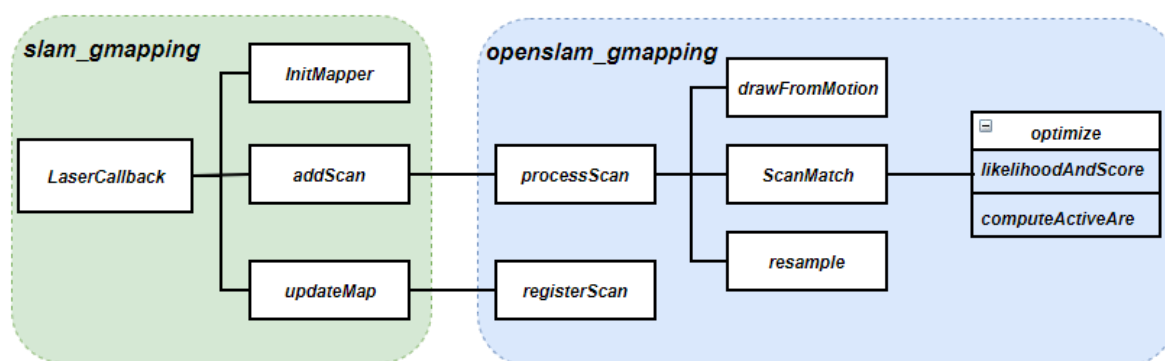 slam_gmapping
openslam_gmapping
InitMapper
drawFromMotion
optimize
LaserCallback
addScan
processScan
ScanMatch
likelihoodAndScore
computeActiveAre
updateMap
registerScan
resample